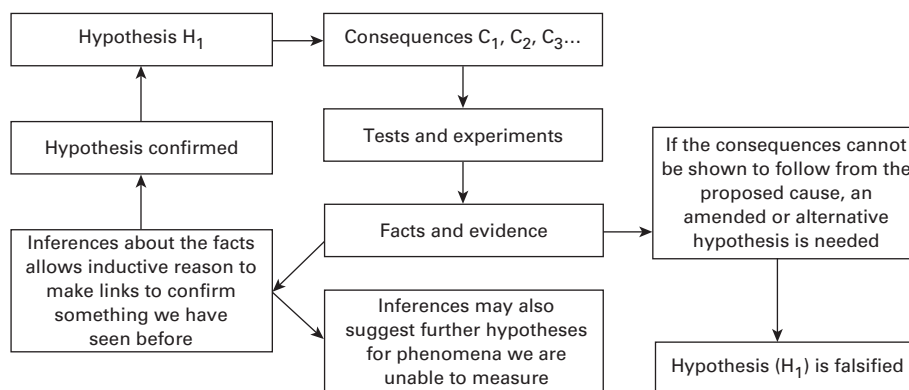 Hypothesis H₁
Consequences C₁, C₂, C₃...
Tests and experiments
Hypothesis confirmed
If the consequences cannot
be shown to follow from the
proposed cause, an
amended or alternative
hypothesis is needed
Facts and evidence
Inferences about the facts
allows inductive reason to
make links to confirm
something we have
seen before
Inferences may also
suggest further hypotheses
for phenomena we are
unable to measure
Hypothesis (H₁) is falsified